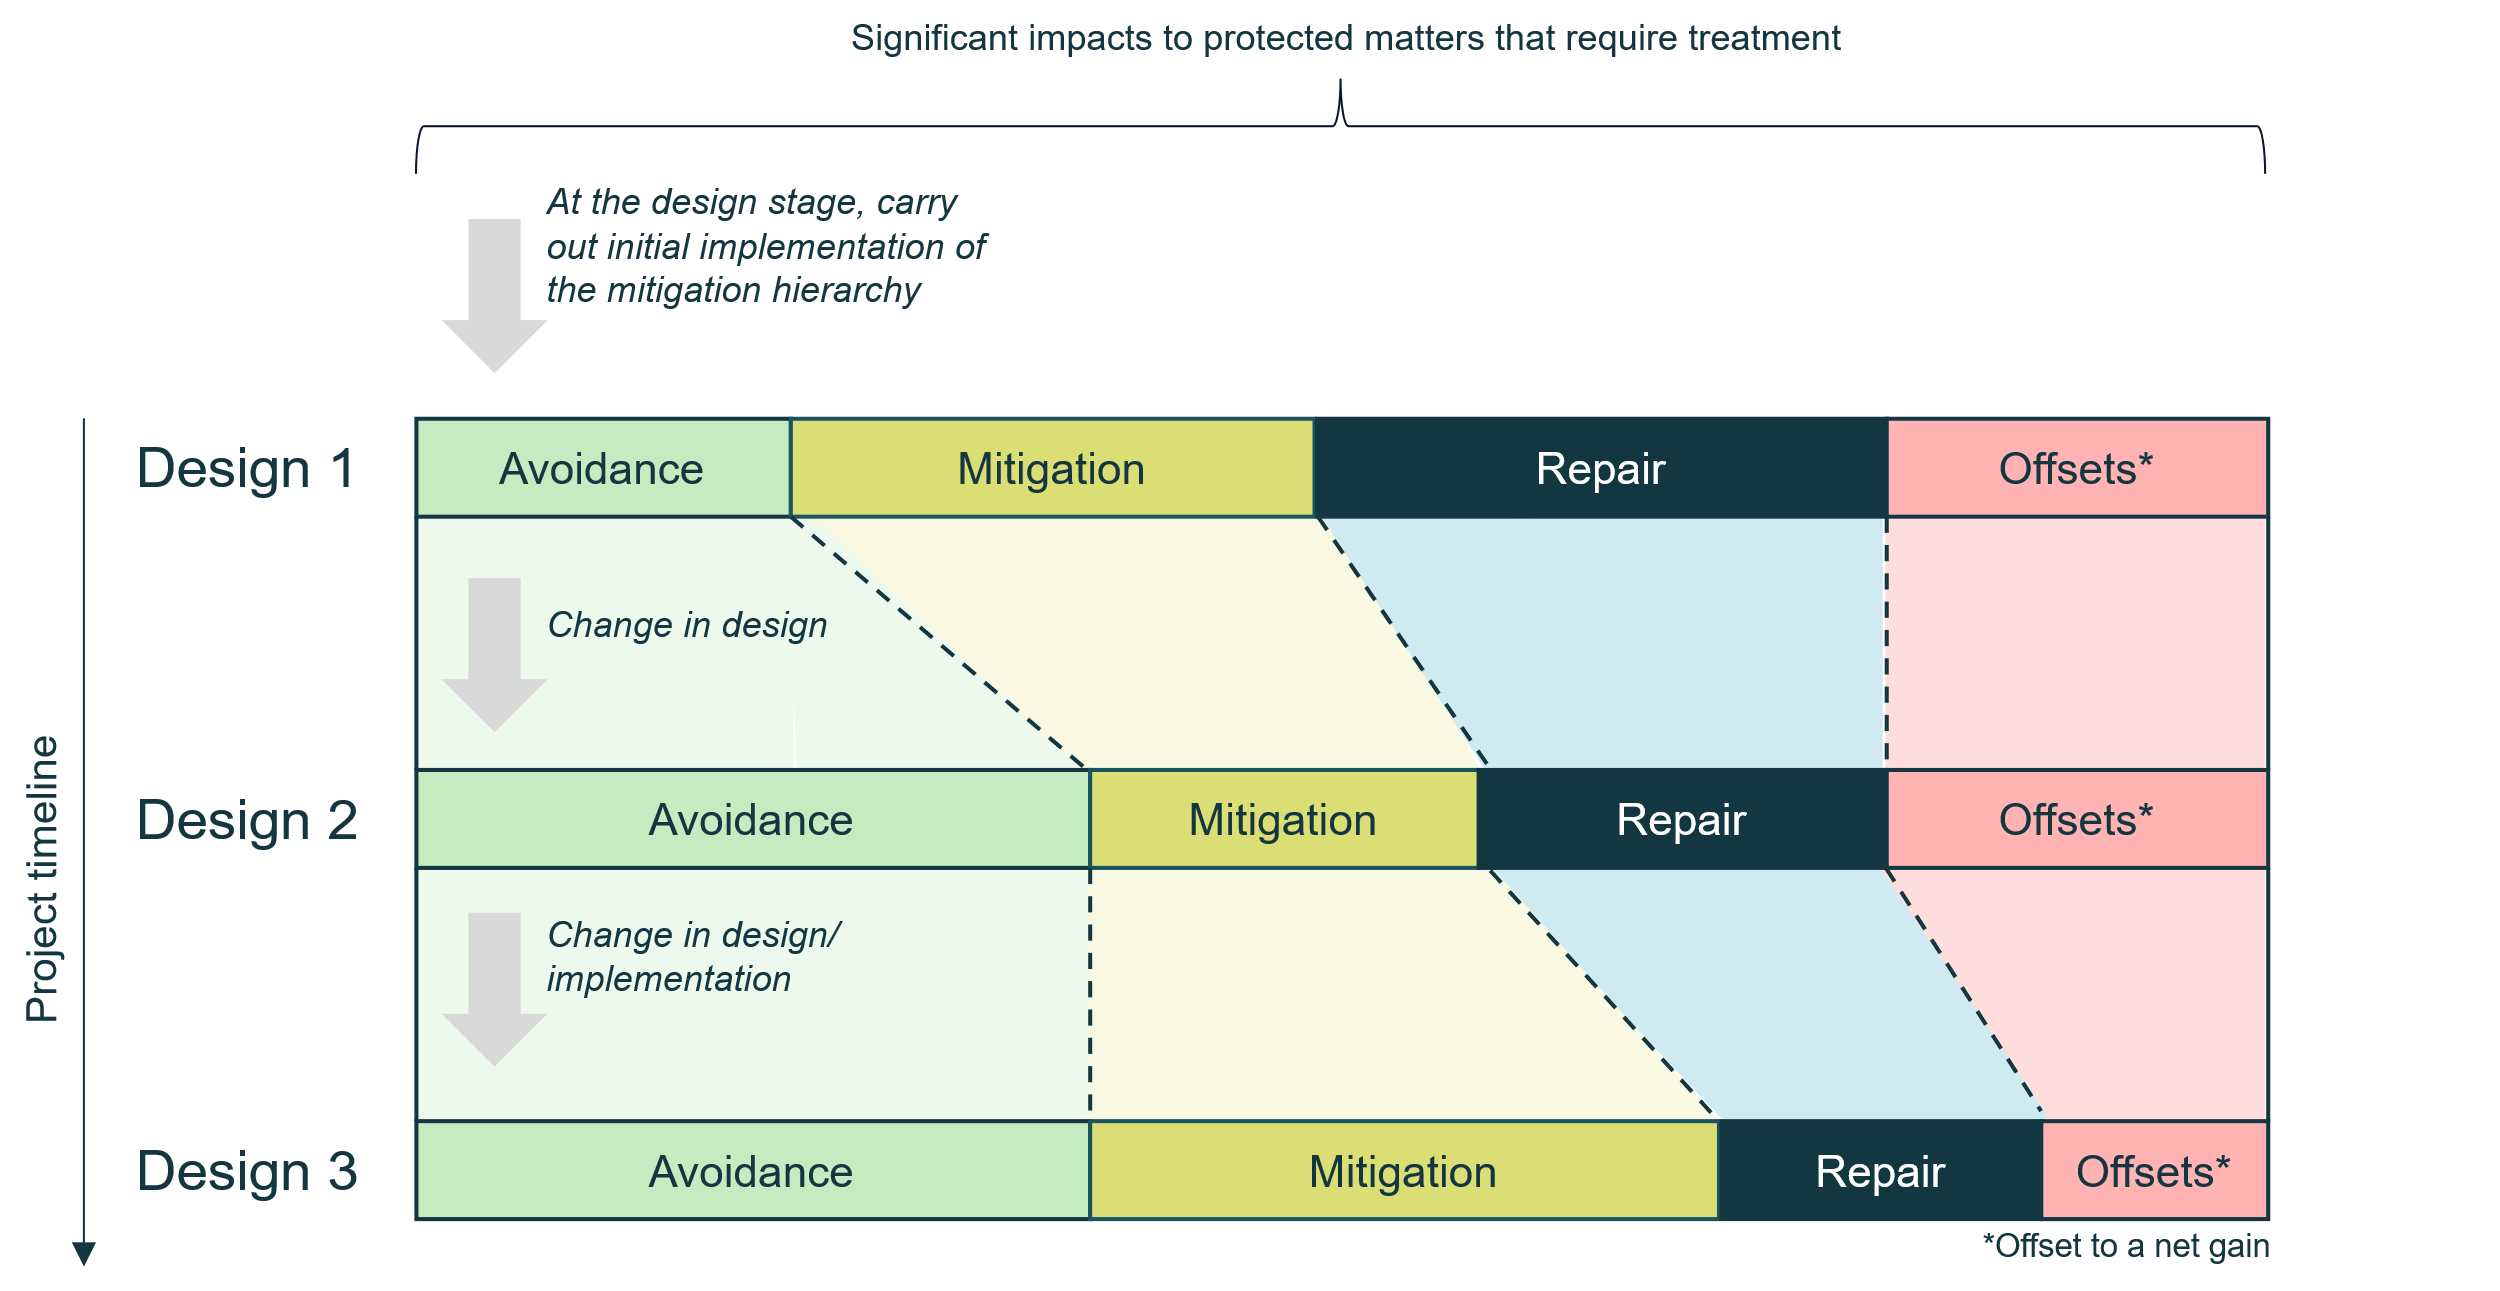 Significant impacts to protected matters that require treatment
At the design stage, carry
out initial implementation of
the mitigation hierarchy
Project timeline
Design 1
Avoidance
Mitigation
Repair
Offsets*
Change in design
Design 2
Avoidance
Mitigation
Repair
Offsets*
Change in design/
implementation
Design 3
Avoidance
Mitigation
Repair
Offsets*
*Offset to a net gain